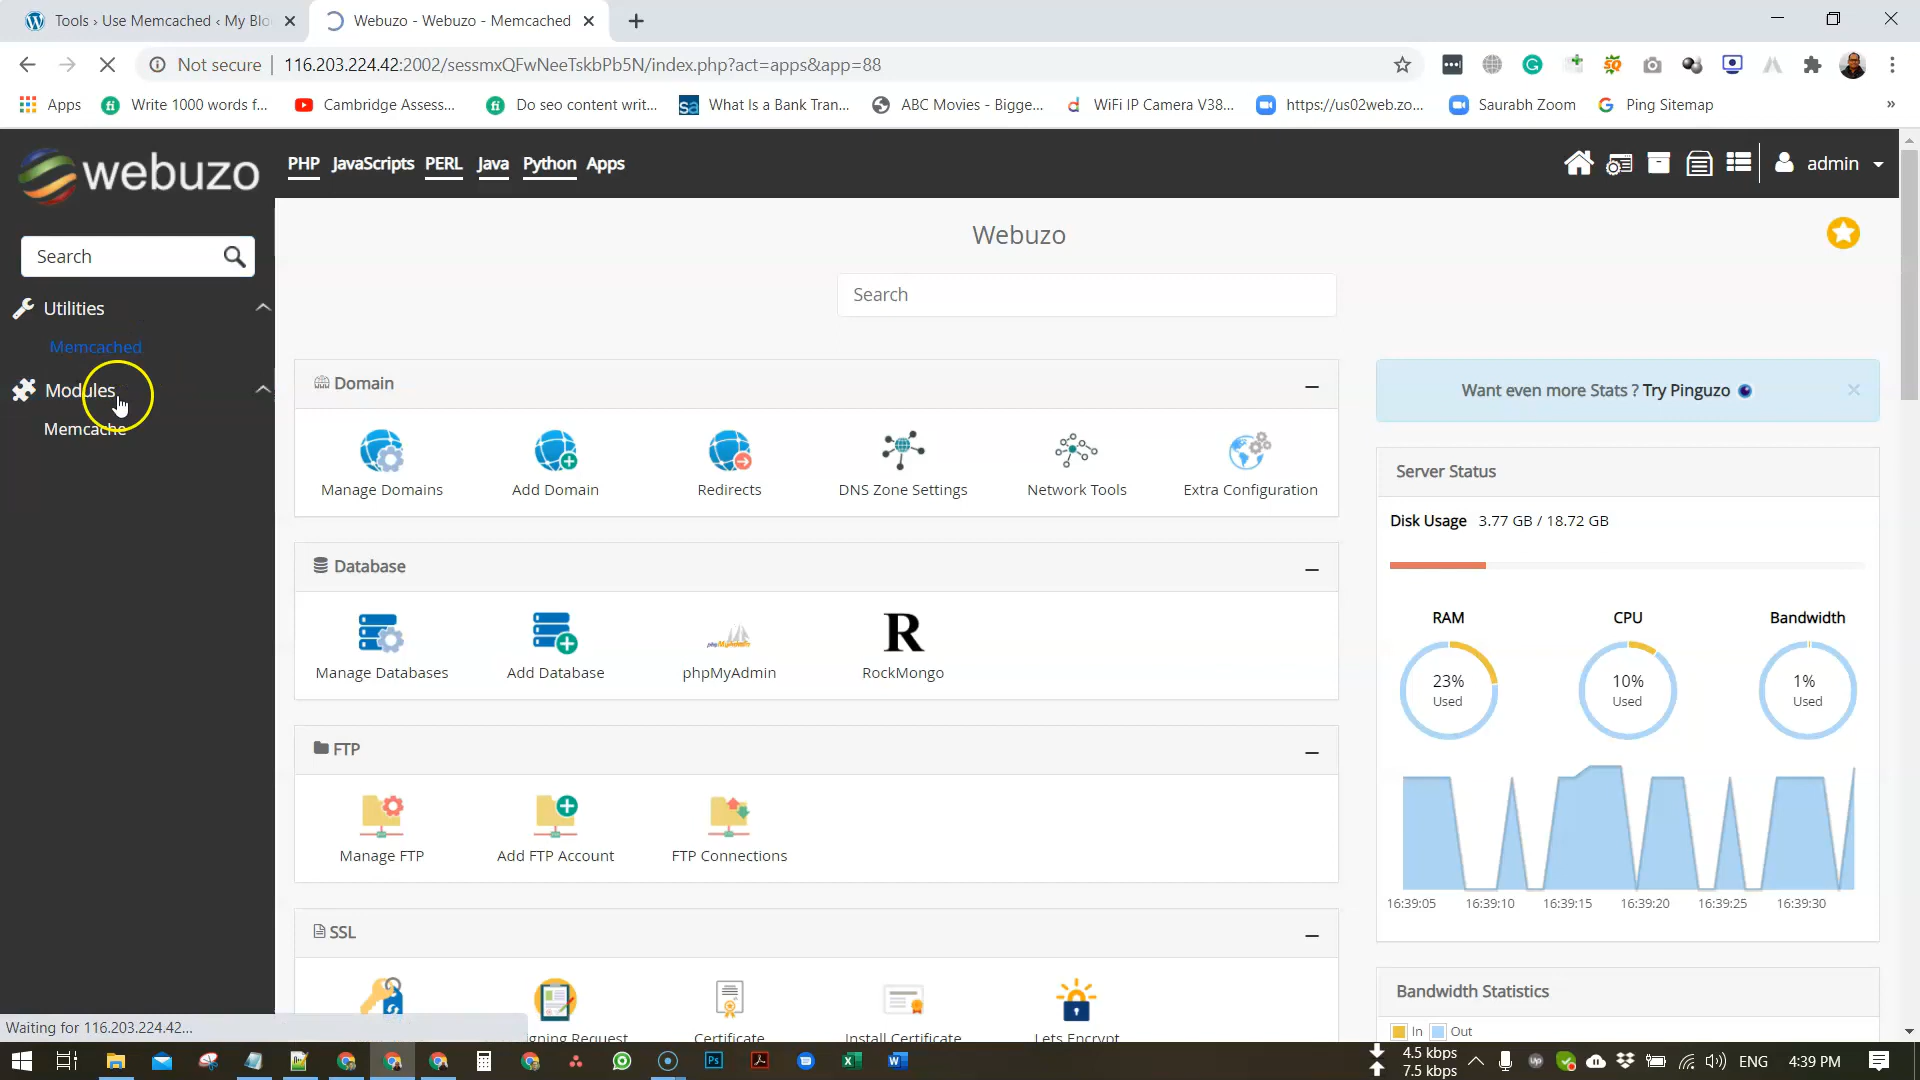 Tools › Use Memcached ‹ My Blo
Webuzo - Webuzo - Memcached
Not secure
116.203.224.42:2002/sessmxQFwNeeTskbPb5N/index.php?act=apps&app=88
Apps
Write 1000 words f...
Cambridge Assess...
Do seo content writ...
What Is a Bank Tran...
ABC Movies - Bigge...
WiFi IP Camera V38...
https://us02web.zo...
Saurabh Zoom
Ping Sitemap
»
webuzo
PHP JavaScripts PERL Java Python Apps
admin
Search
Utilities
Memcached
Modules
Memcache
Webuzo
Search
Domain
Manage Domains
Add Domain
Redirects
DNS Zone Settings
Network Tools
Extra Configuration
Database
Manage Databases
Add Database
phpMyAdmin
RockMongo
FTP
Manage FTP
Add FTP Account
FTP Connections
SSL
gning Request
Certificate
Install Certificate
Lets Encrypt
Want even more Stats ? Try Pinguzo
Server Status
Disk Usage 3.77 GB / 18.72 GB
RAM
CPU
Bandwidth
23%
Used
10%
Used
1%
Used
16:39:05
16:39:10
16:39:15
16:39:20
16:39:25
16:39:30
Bandwidth Statistics
In
Out
Waiting for 116.203.224.42...
4.5 kbps
7.5 kbps
ENG
4:39 PM